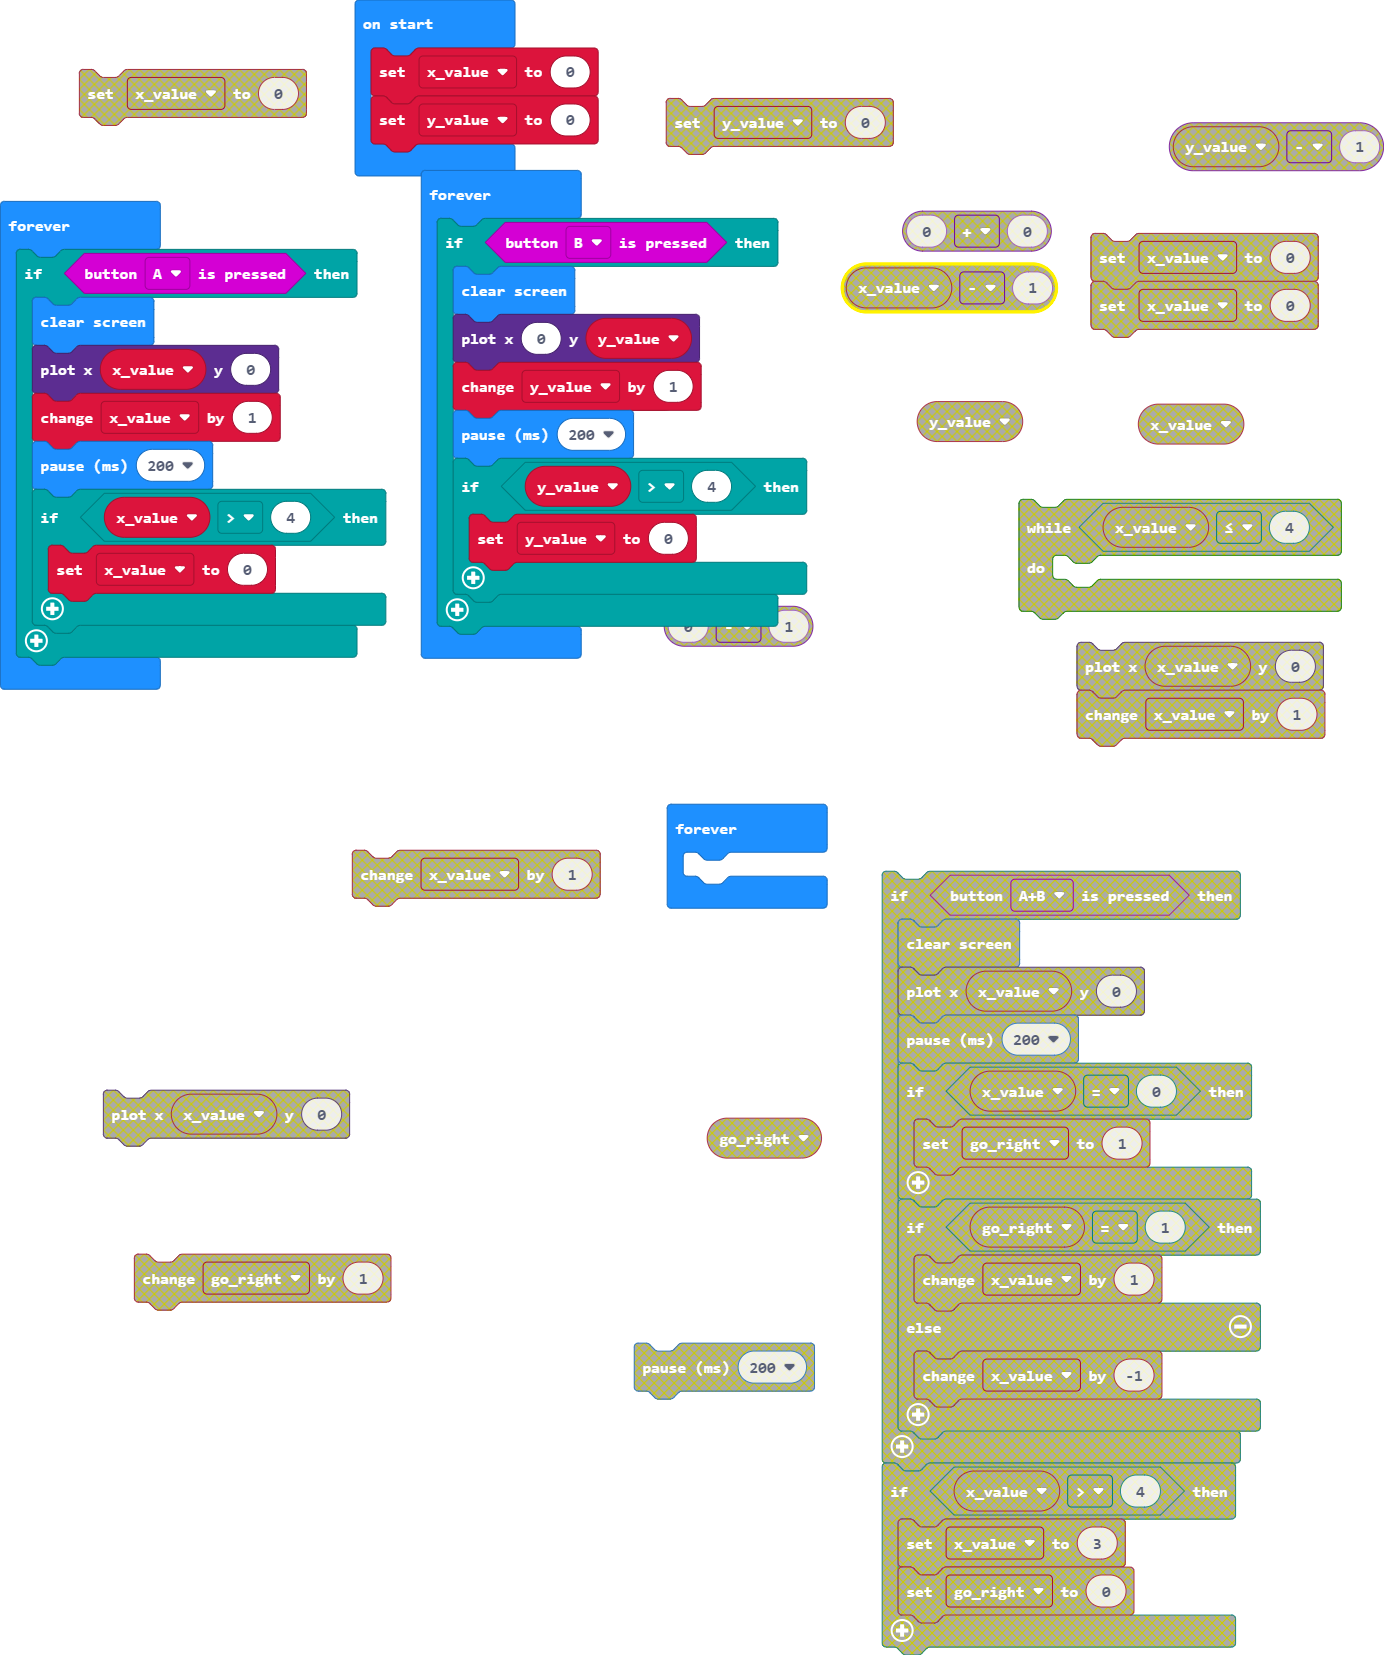 on start
set x_value to 0
set y_value to 0
set x_value to 0
set y_value to 0
y_value - 1
forever
if button A is pressed then
clear screen
plot x x_value y 0
change x_value by 1
pause (ms) 200
if x_value > 4 then
set x_value to 0
forever
if button B is pressed then
clear screen
plot x 0 y y_value
change y_value by 1
pause (ms) 200
if y_value > 4 then
set y_value to 0
0 - 1
0 + 0
x_value - 1
set x_value to 0
set x_value to 0
y_value
x_value
while x_value ≤ 4
do
plot x x_value y 0
change x_value by 1
forever
change x_value by 1
plot x x_value y 0
go_right
change go_right by 1
pause (ms) 200
if button A+B is pressed then
clear screen
plot x x_value y 0
pause (ms) 200
if x_value = 0 then
set go_right to 1
if go_right = 1 then
change x_value by 1
else
change x_value by -1
if x_value > 4 then
set x_value to 3
set go_right to 0